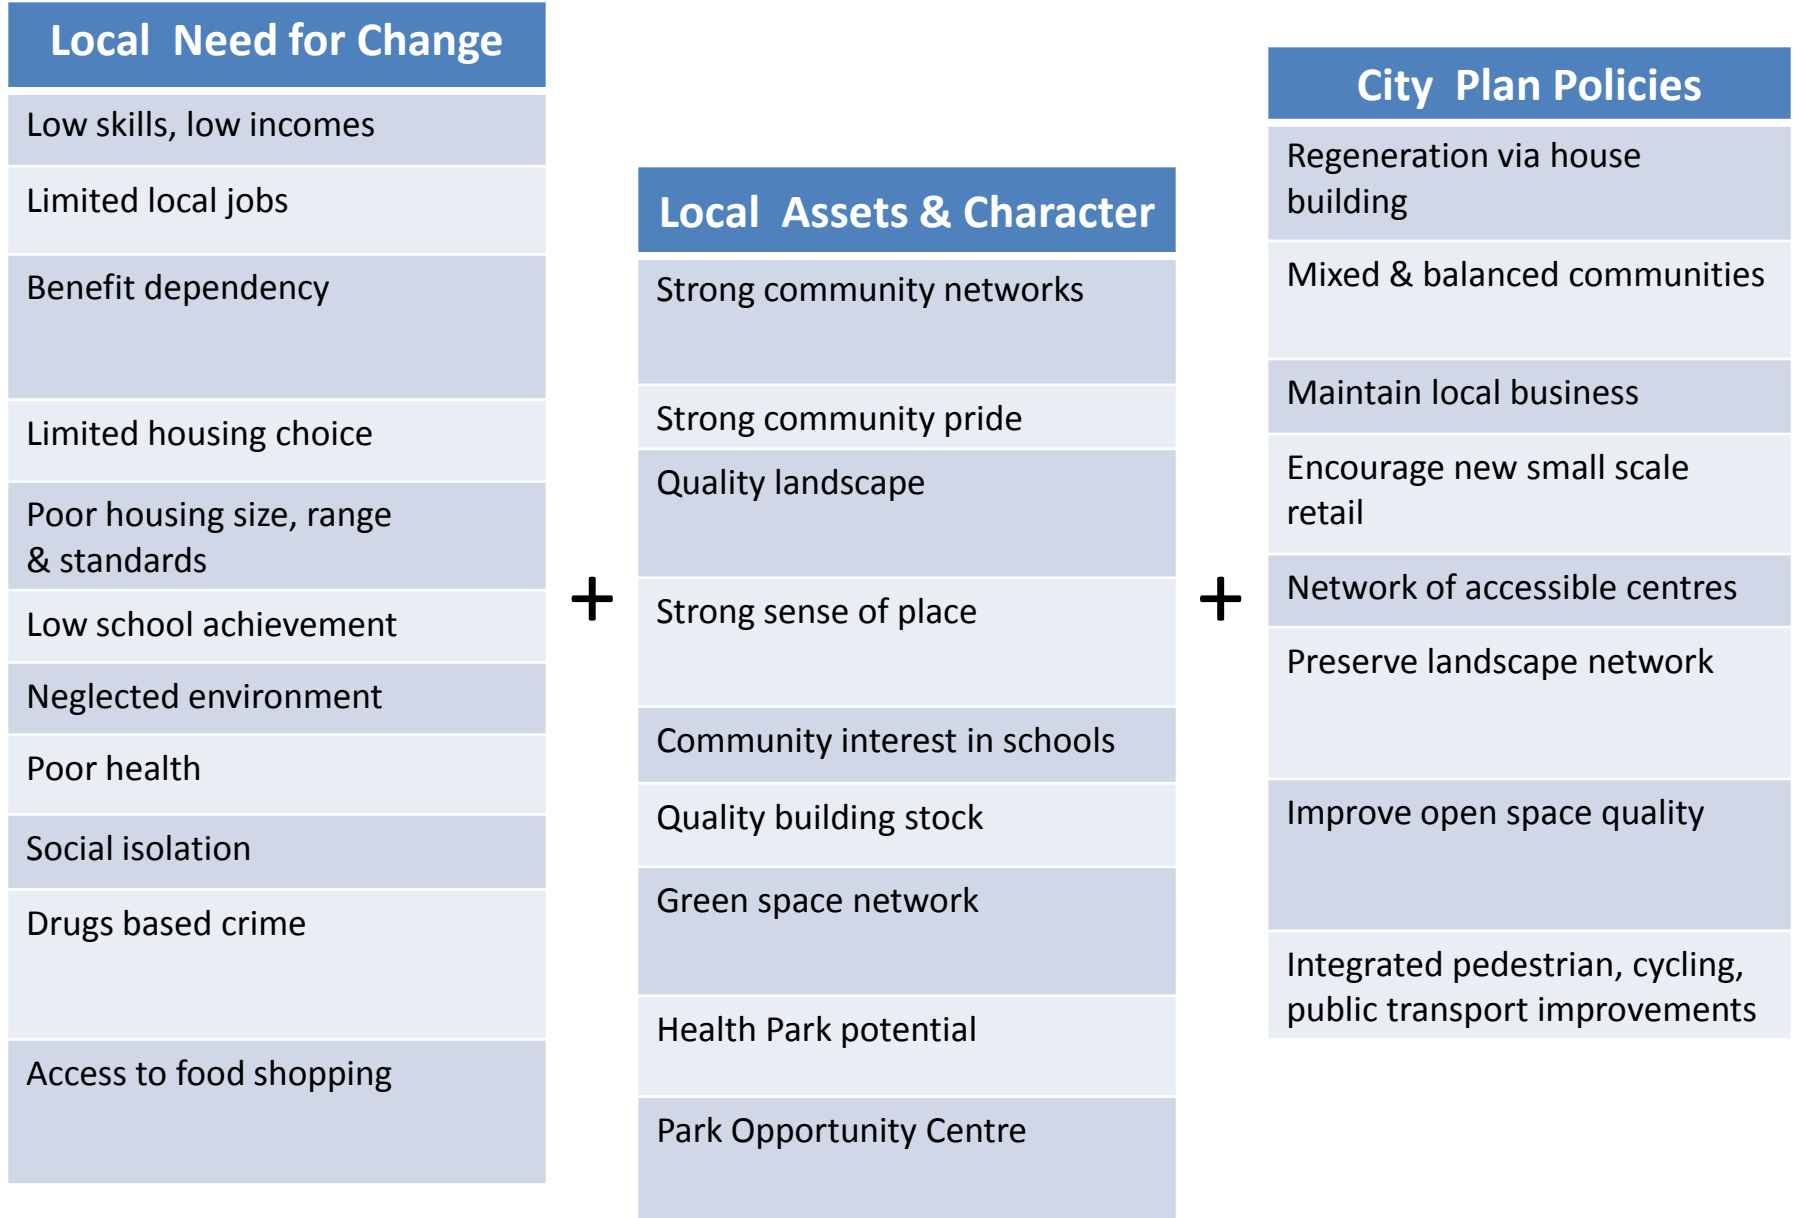 Local Need for Change
Low skills, low incomes
Limited local jobs
Benefit dependency
Limited housing choice
Poor housing size, range
& standards
Low school achievement
Neglected environment
Poor health
Social isolation
Drugs based crime
Access to food shopping
+
Local Assets & Character
Strong community networks
Strong community pride
Quality landscape
Strong sense of place
Community interest in schools
Quality building stock
Green space network
Health Park potential
Park Opportunity Centre
+
City Plan Policies
Regeneration via house
building
Mixed & balanced communities
Maintain local business
Encourage new small scale
retail
Network of accessible centres
Preserve landscape network
Improve open space quality
Integrated pedestrian, cycling,
public transport improvements